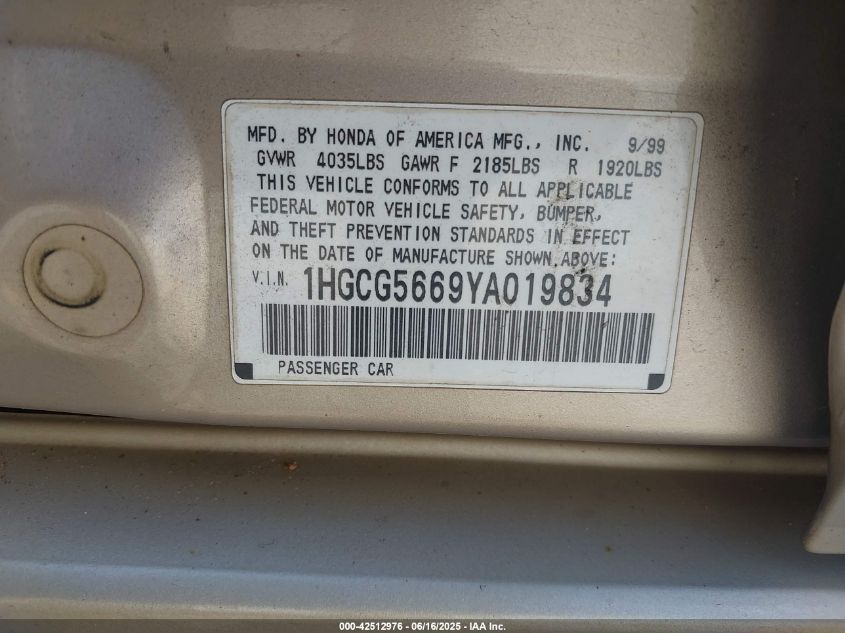 MFD. BY HONDA OF AMERICA MFG., INC. 9/99
GVWR 4035LBS GAWR F 2185LBS R 1920LBS
THIS VEHICLE CONFORMS TO ALL APPLICABLE
FEDERAL MOTOR VEHICLE SAFETY, BUMPER,
AND THEFT PREVENTION STANDARDS IN EFFECT
ON THE DATE OF MANUFACTURE SHOWN ABOVE:
V.I.N. 1HGCG5669YA019834
PASSENGER CAR
000-42512976 - 06/16/2025 - IAA Inc.